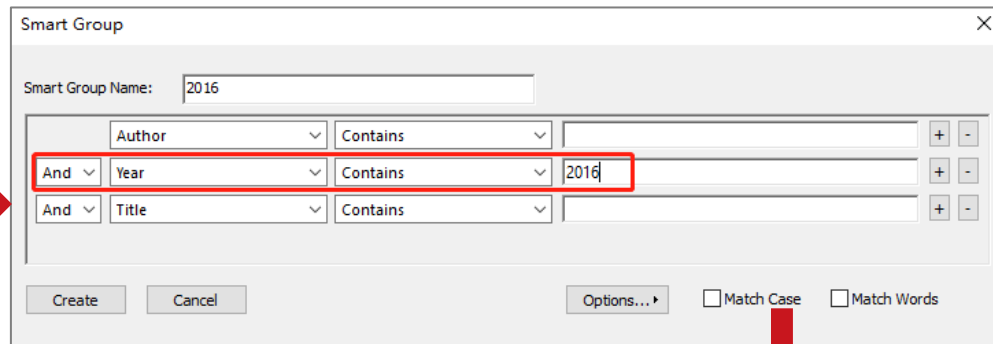 Smart Group
Smart Group Name: 2016
Author Contains + -
And Year Contains 2016 + -
And Title Contains + -
Create Cancel Options... Match Case Match Words